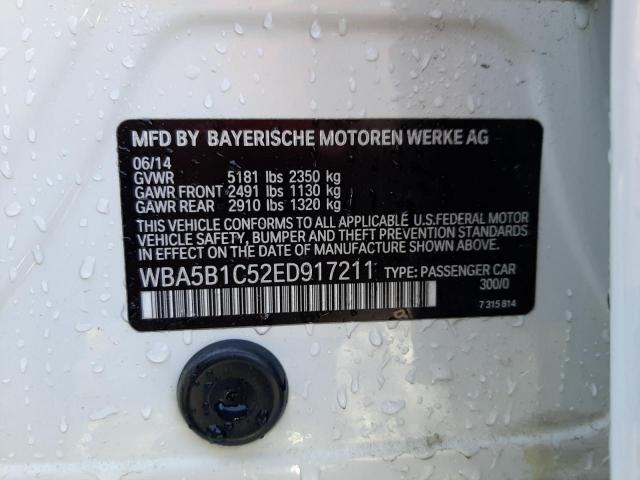 MFD BY BAYERISCHE MOTOREN WERKE AG
06/14
GVWR 5181 lbs 2350 kg
GAWR FRONT 2491 lbs 1130 kg
GAWR REAR 2910 lbs 1320 kg
THIS VEHICLE CONFORMS TO ALL APPLICABLE U.S.FEDERAL MOTOR
VEHICLE SAFETY, BUMPER AND THEFT PREVENTION STANDARDS
IN EFFECT ON THE DATE OF MANUFACTURE SHOWN ABOVE.
WBA5B1C52ED917211 TYPE: PASSENGER CAR
300/0
7 315 814